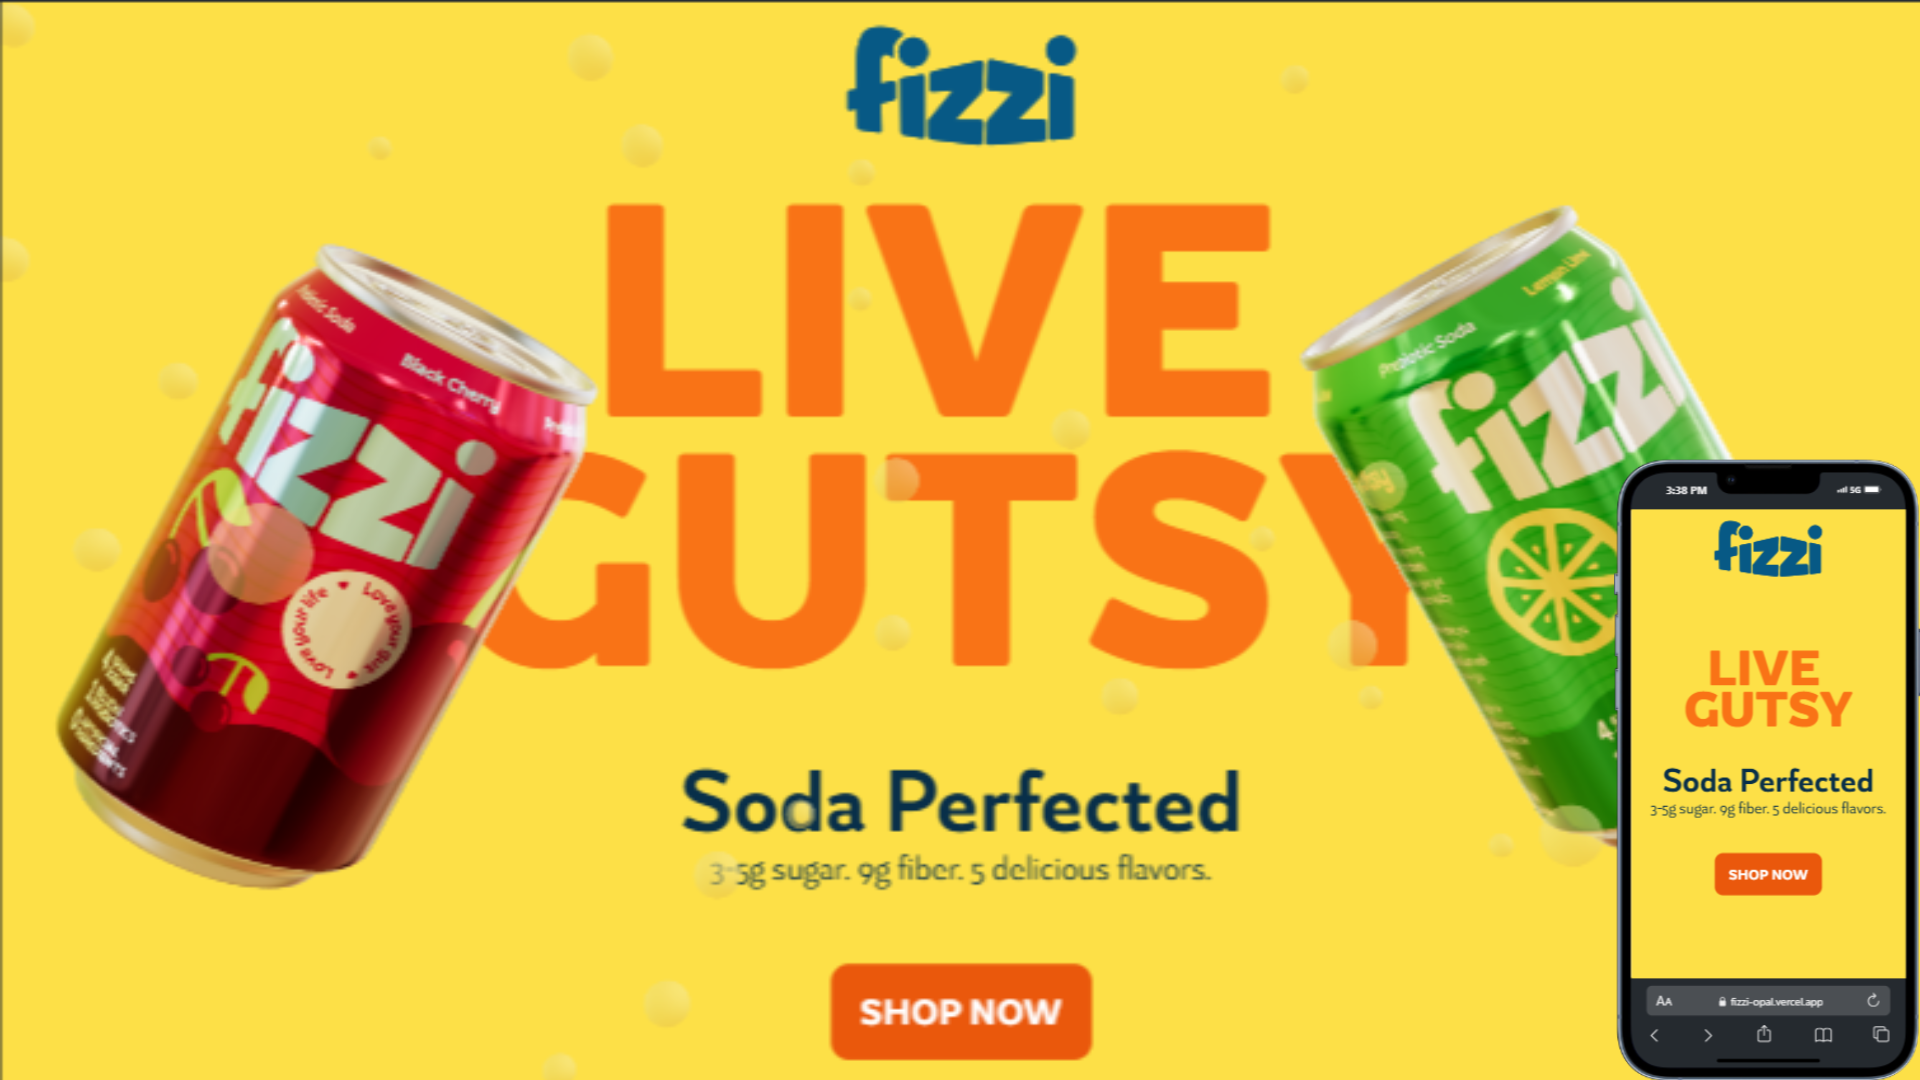 fizzi
LIVE
GUTSY
Soda Perfected
3-5g sugar. 9g fiber. 5 delicious flavors.
SHOP NOW
Soda
Black Cherry
fizzi
Love your gut
Love your life
Prebiotic Soda
Lemon Lime
fizzi
3:38 PM
5G
fizzi
LIVE
GUTSY
Soda Perfected
3-5g sugar. 9g fiber. 5 delicious flavors.
SHOP NOW
AA
fizzi-opal.vercel.app